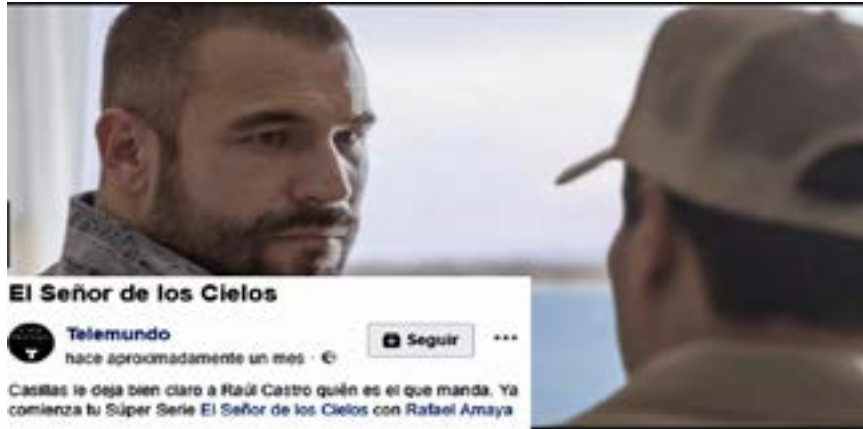 El Señor de los Cielos
Telemundo
Seguir
hace aproximadamente un mes
Casillas le deja bien claro a Raúl Castro quién es el que manda. Ya
comienza tu Súper Serie El Señor de los Cielos con Rafael Amaya